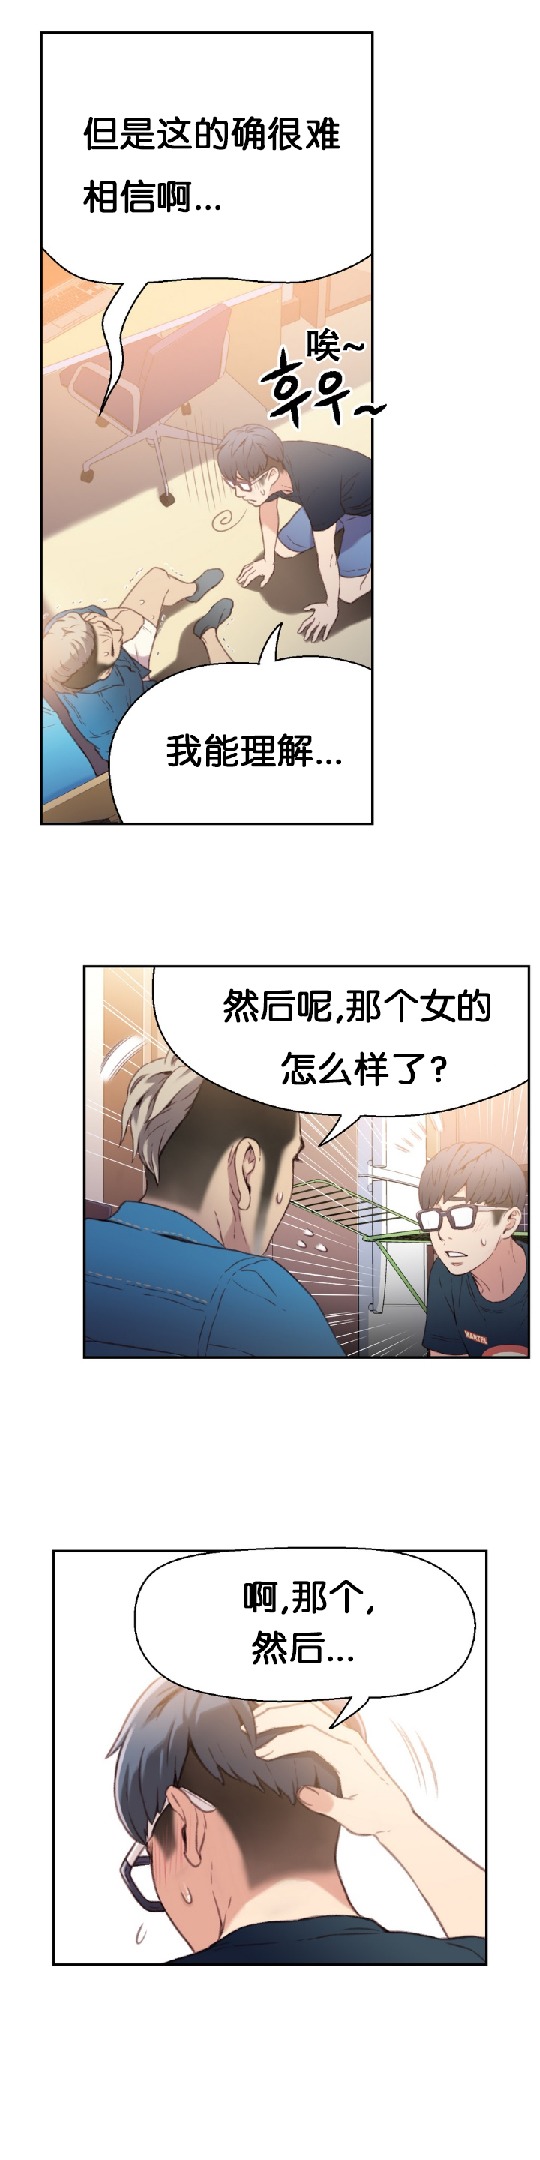 但是这的确很难
相信啊...
唉~
후우~
我能理解...
然后呢,那个女的
怎么样了?
啊,那个,
然后...